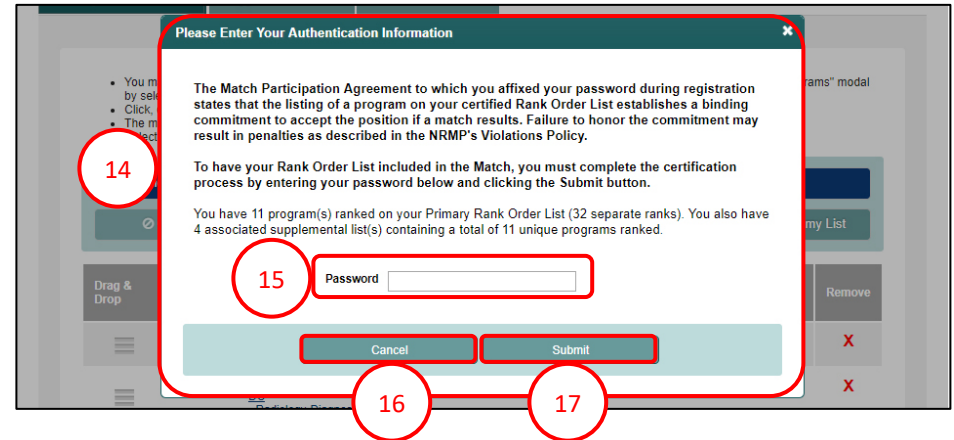 Please Enter Your Authentication Information
x
The Match Participation Agreement to which you affixed your password during registration
states that the listing of a program on your certified Rank Order List establishes a binding
commitment to accept the position if a match results. Failure to honor the commitment may
result in penalties as described in the NRMP's Violations Policy.
To have your Rank Order List included in the Match, you must complete the certification
process by entering your password below and clicking the Submit button.
You have 11 program(s) ranked on your Primary Rank Order List (32 separate ranks). You also have
4 associated supplemental list(s) containing a total of 11 unique programs ranked.
Password
Cancel
Submit
14
15
16
17
You
by
Click,
The
modal
my List
Drag &
Drop
Remove
X
X
Radiology